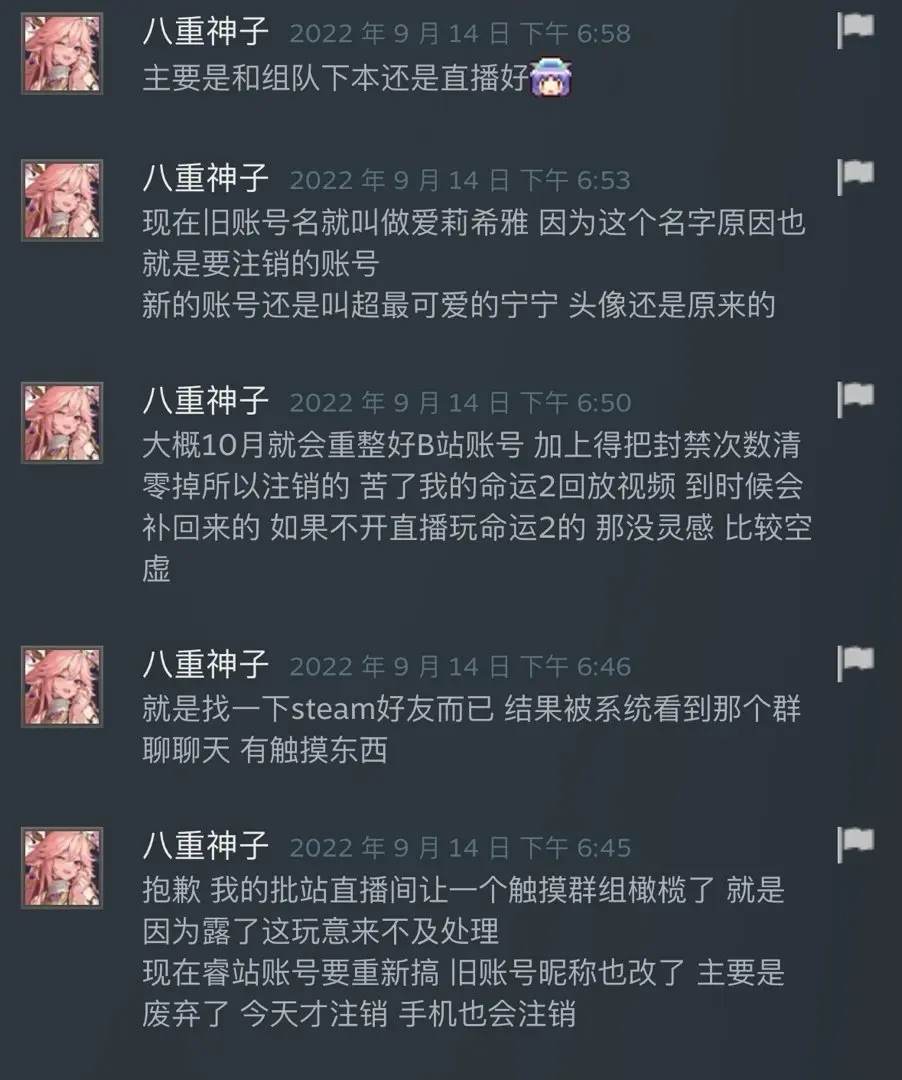 八重神子 2022 年 9 月 14 日 下午 6:58
主要是和组队下本还是直播好
八重神子 2022 年 9 月 14 日 下午 6:53
现在旧账号名就叫做爱莉希雅 因为这个名字原因也
就是要注销的账号
新的账号还是叫超最可爱的宁宁 头像还是原来的
八重神子 2022 年 9 月 14 日 下午 6:50
大概10月就会重整好B站账号 加上得把封禁次数清
零掉所以注销的 苦了我的命运2回放视频 到时候会
补回来的 如果不开直播玩命运2的 那没灵感 比较空
虚
八重神子 2022 年 9 月 14 日 下午 6:46
就是找一下steam好友而已 结果被系统看到那个群
聊聊天 有触摸东西
八重神子 2022 年 9 月 14 日 下午 6:45
抱歉 我的批站直播间让一个触摸群组橄榄了 就是
因为露了这玩意来不及处理
现在睿站账号要重新搞 旧账号昵称也改了 主要是
废弃了 今天才注销 手机也会注销